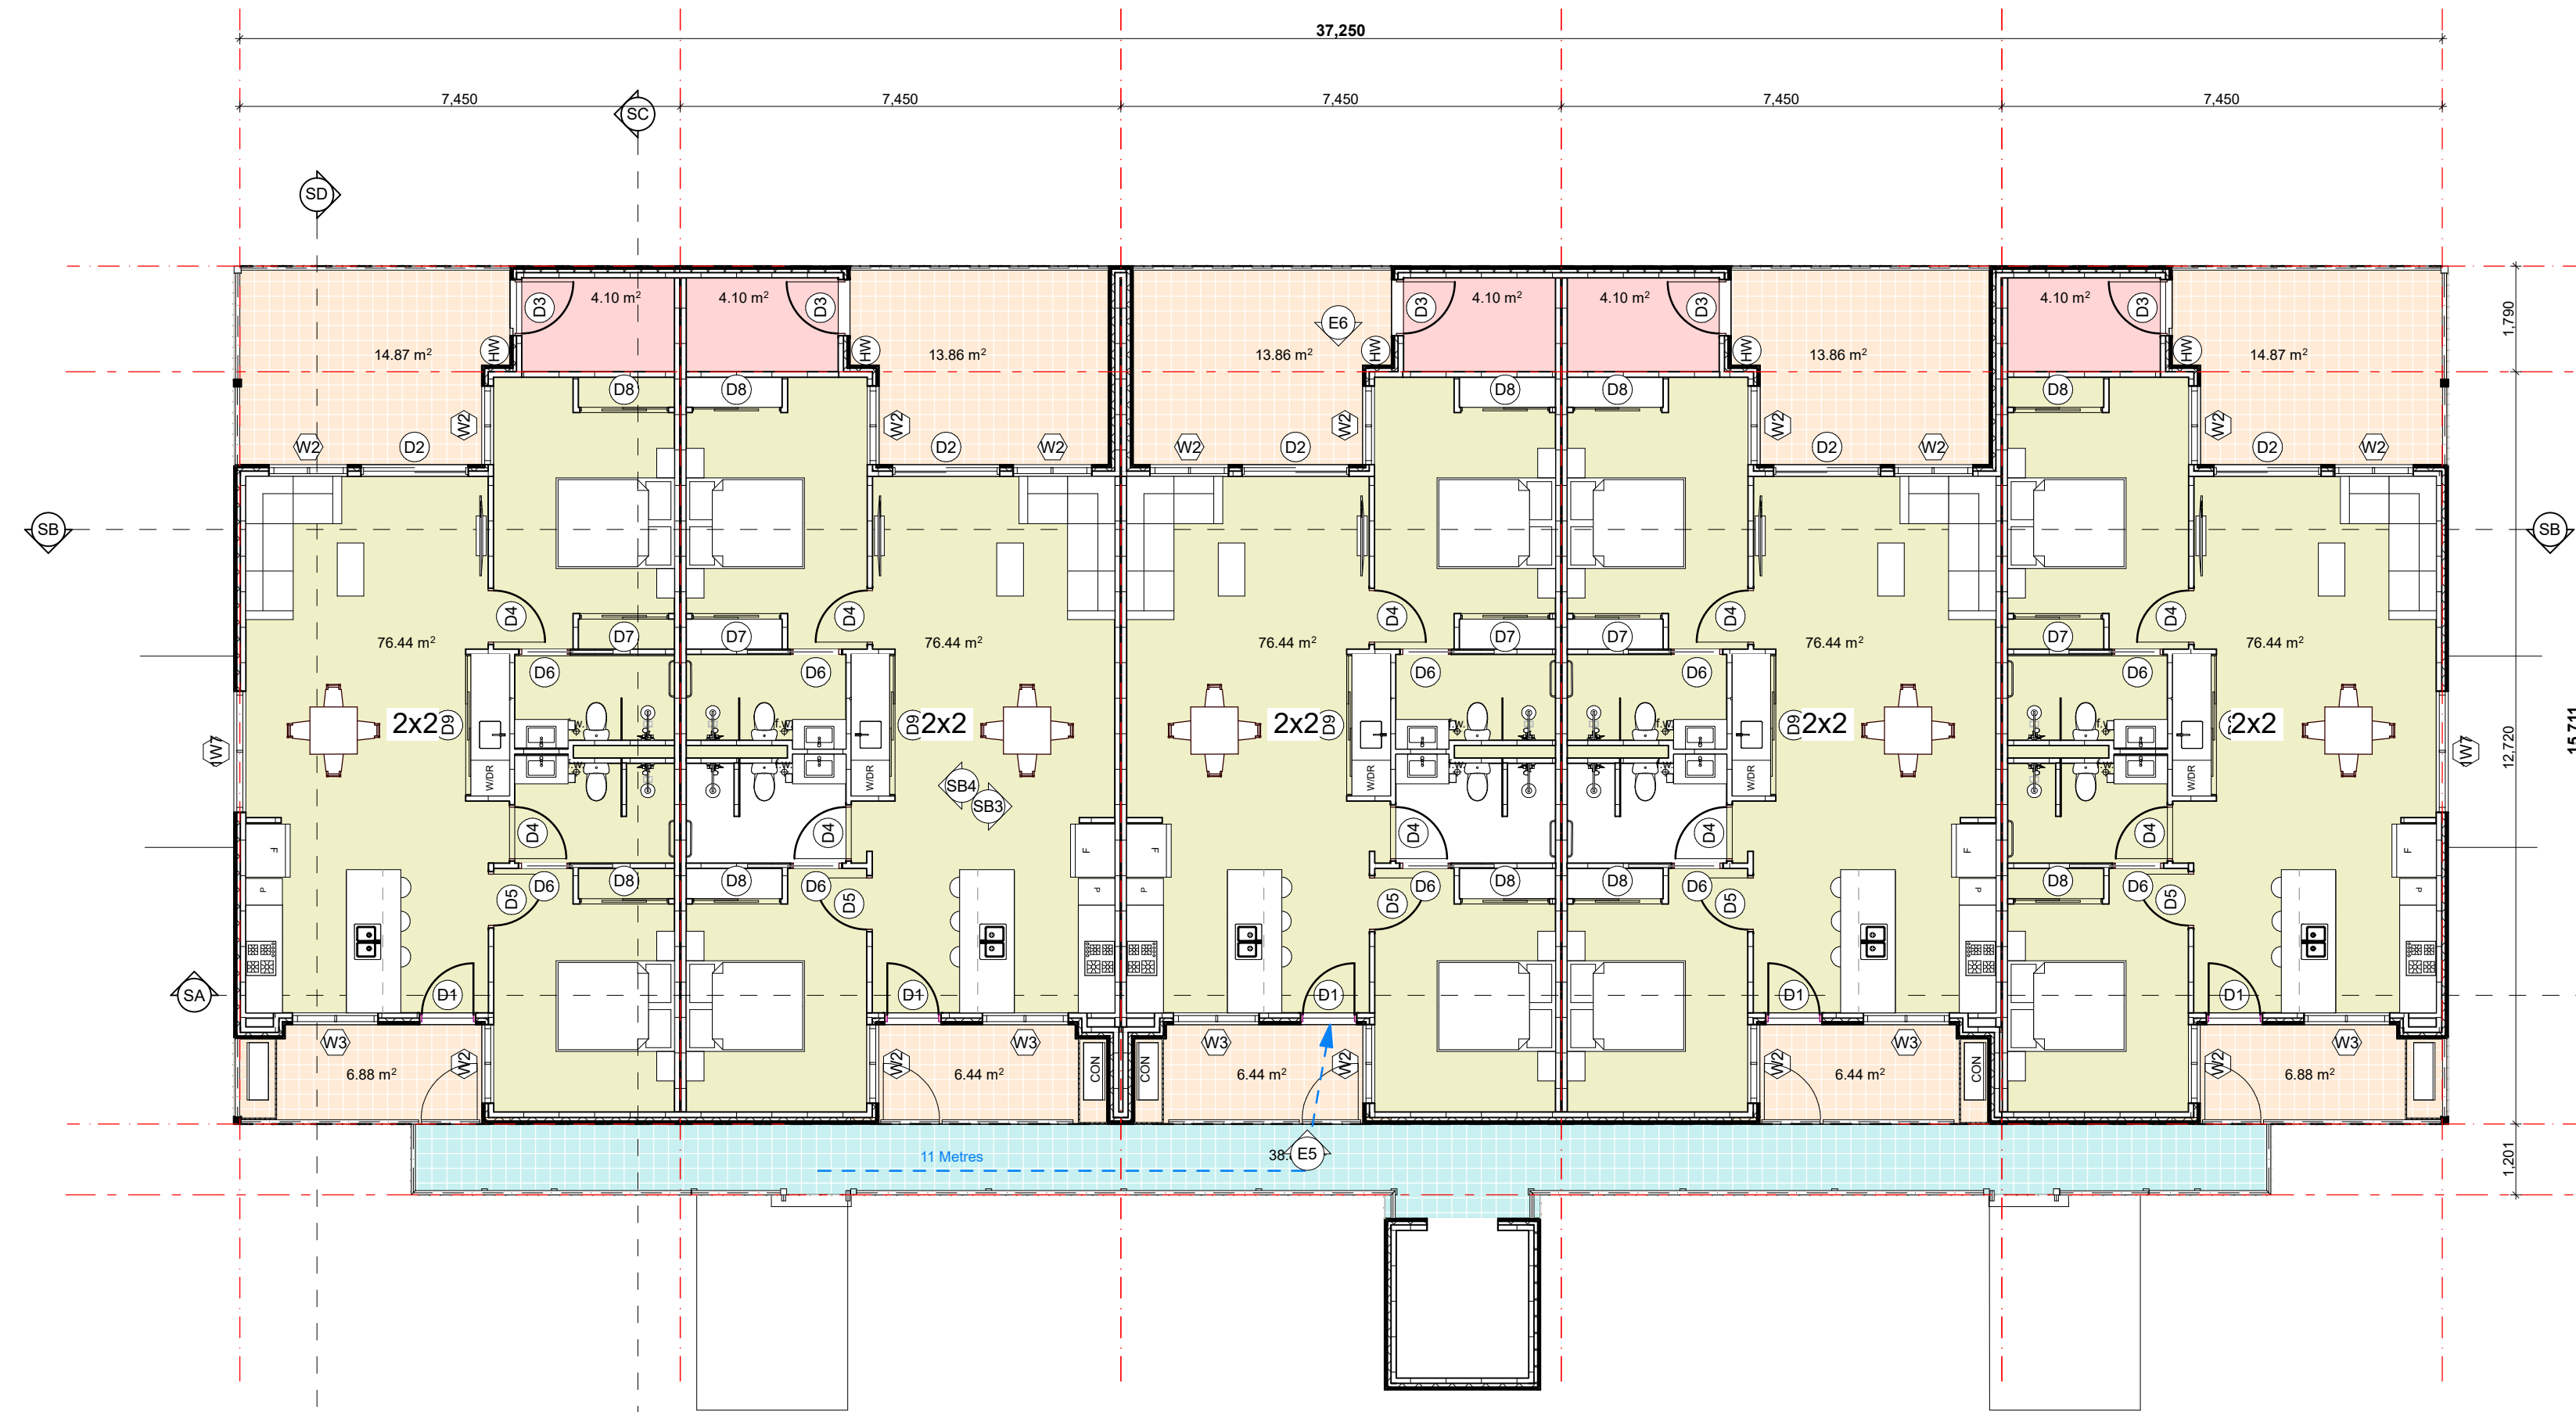 37,250
7,450 7,450 7,450 7,450 7,450
SC
SD
4.10 m² 4.10 m² 4.10 m² 4.10 m² 4.10 m²
D3 D3 D3 D3 D3
E6
1,790
14.87 m² 13.86 m² 13.86 m² 13.86 m² 14.87 m²
HW HW HW HW HW
D8 D8 D8 D8 D8
W2 W2 W2 W2 W2
W2 D2 D2 W2 W2 D2 D2 W2 D2 W2
SB SB
D4 D4 D4 D4 D4
D7 D7 D7 D7 D7
76.44 m² 76.44 m² 76.44 m² 76.44 m² 76.44 m²
D6 D6 D6 D6 D6
2x2 D9 D9 2x2 2x2 D9 D9 2x2 2x2
W7 W7
12,720
15,711
W/DR W/DR W/DR W/DR W/DR
SB4
SB3
D4 D4 D4 D4 D4
F F F F F
D8 D8 D8 D8 D8
D6 D6 D6 D6 D6
P P P P P
D5 D5 D5 D5 D5
SA
D1 D1 D1 D1 D1
W3 W3 W3 W3 W3
W2 W2 W2 W2 W2
CON CON CON
6.88 m² 6.44 m² 6.44 m² 6.44 m² 6.88 m²
11 Metres
38.
E5
1,201